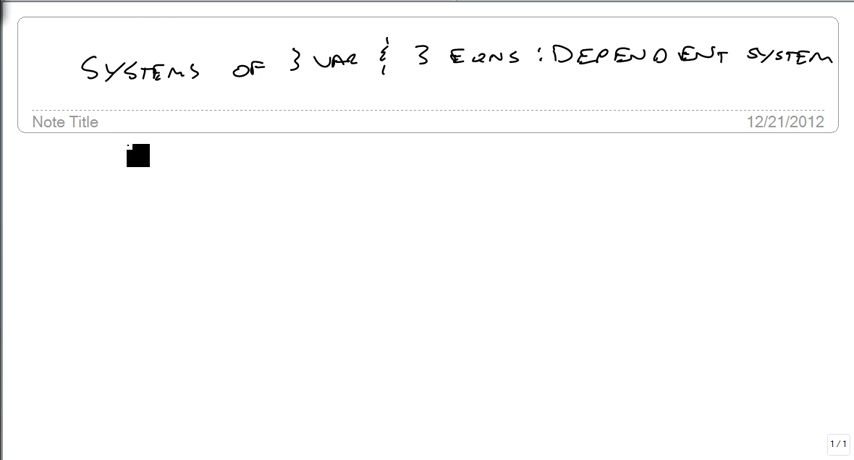 SYSTEMS OF 3 VAR & 3 EQNS : DEPENDENT SYSTEM
Note Title
12/21/2012
1 / 1